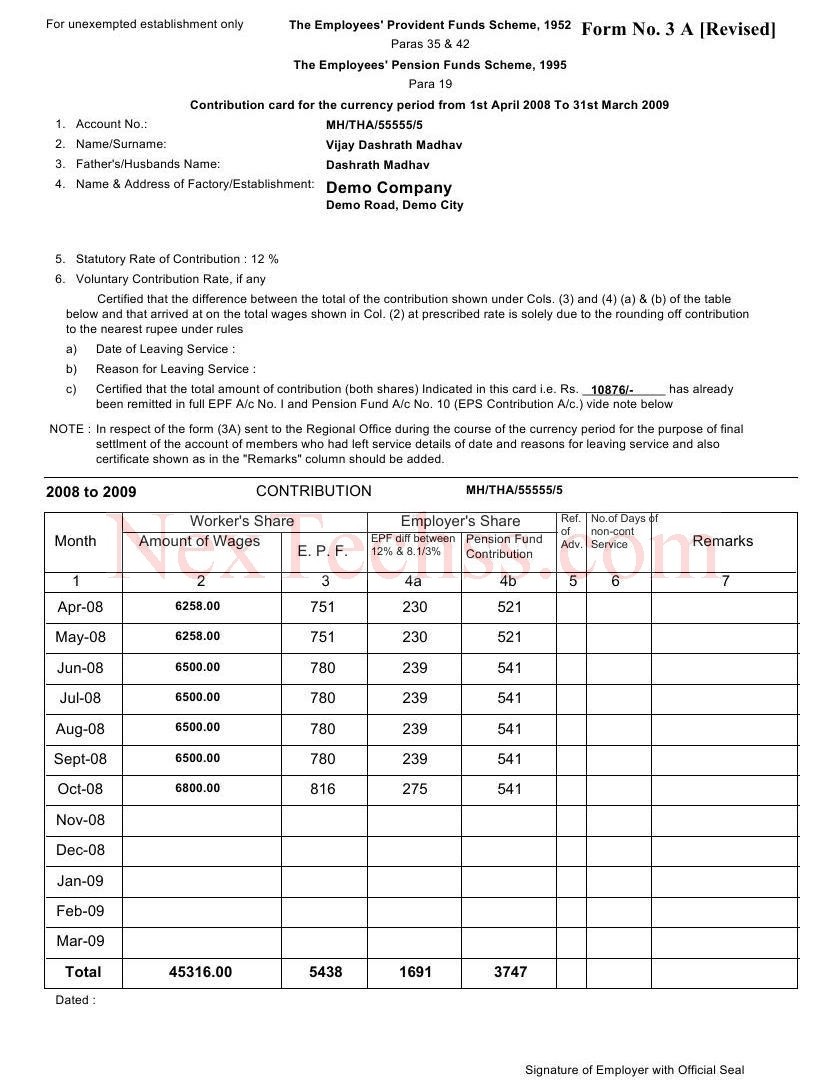 For unexempted establishment only The Employees' Provident Funds Scheme, 1952 Form No. 3 A [Revised]
Paras 35 & 42
The Employees' Pension Funds Scheme, 1995
Para 19
Contribution card for the currency period from 1st April 2008 To 31st March 2009
1. Account No.: MH/THA/55555/5
2. Name/Surname: Vijay Dashrath Madhav
3. Father's/Husbands Name: Dashrath Madhav
4. Name & Address of Factory/Establishment: Demo Company
Demo Road, Demo City
5. Statutory Rate of Contribution : 12 %
6. Voluntary Contribution Rate, if any
Certified that the difference between the total of the contribution shown under Cols. (3) and (4) (a) & (b) of the table
below and that arrived at on the total wages shown in Col. (2) at prescribed rate is solely due to the rounding off contribution
to the nearest rupee under rules
a) Date of Leaving Service :
b) Reason for Leaving Service :
c) Certified that the total amount of contribution (both shares) Indicated in this card i.e. Rs. 10876/- has already
been remitted in full EPF A/c No. I and Pension Fund A/c No. 10 (EPS Contribution A/c.) vide note below
NOTE : In respect of the form (3A) sent to the Regional Office during the course of the currency period for the purpose of final
settlment of the account of members who had left service details of date and reasons for leaving service and also
certificate shown as in the "Remarks" column should be added.
2008 to 2009 CONTRIBUTION MH/THA/55555/5
NexTechss.com
Worker's Share Employer's Share Ref. No.of Days of
of non-cont
Month Amount of Wages E. P. F. EPF diff between Pension Fund Adv. Service Remarks
12% & 8.1/3% Contribution
1 2 3 4a 4b 5 6 7
Apr-08 6258.00 751 230 521
May-08 6258.00 751 230 521
Jun-08 6500.00 780 239 541
Jul-08 6500.00 780 239 541
Aug-08 6500.00 780 239 541
Sept-08 6500.00 780 239 541
Oct-08 6800.00 816 275 541
Nov-08
Dec-08
Jan-09
Feb-09
Mar-09
Total 45316.00 5438 1691 3747
Dated :
Signature of Employer with Official Seal